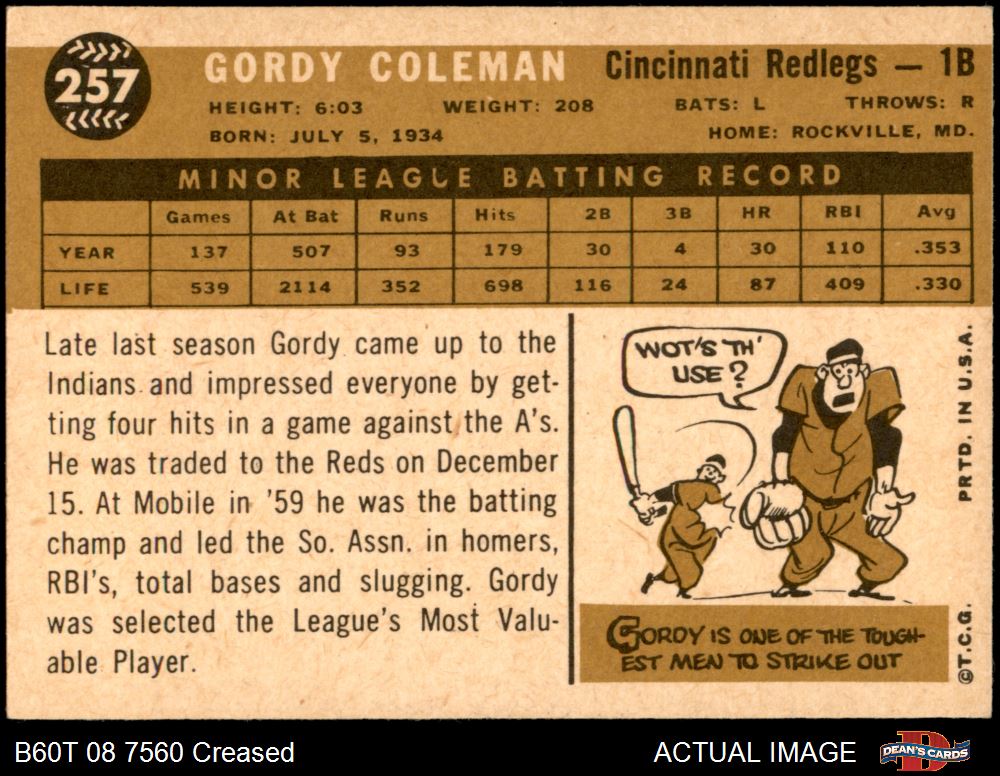 257
GORDY COLEMAN Cincinnati Redlegs — 1B
HEIGHT: 6:03 WEIGHT: 208 BATS: L THROWS: R
BORN: JULY 5, 1934 HOME: ROCKVILLE, MD.
MINOR LEAGUE BATTING RECORD
Games At Bat Runs Hits 2B 3B HR RBI Avg
YEAR 137 507 93 179 30 4 30 110 .353
LIFE 539 2114 352 698 116 24 87 409 .330
Late last season Gordy came up to the
Indians and impressed everyone by get-
ting four hits in a game against the A's.
He was traded to the Reds on December
15. At Mobile in '59 he was the batting
champ and led the So. Assn. in homers,
RBI's, total bases and slugging. Gordy
was selected the League's Most Valu-
able Player.
WOT'S TH'
USE?
GORDY IS ONE OF THE TOUGH-
EST MEN TO STRIKE OUT
PRTD. IN U.S.A.
©T.C.G.
B60T 08 7560 Creased
ACTUAL IMAGE
DEAN'S CARDS